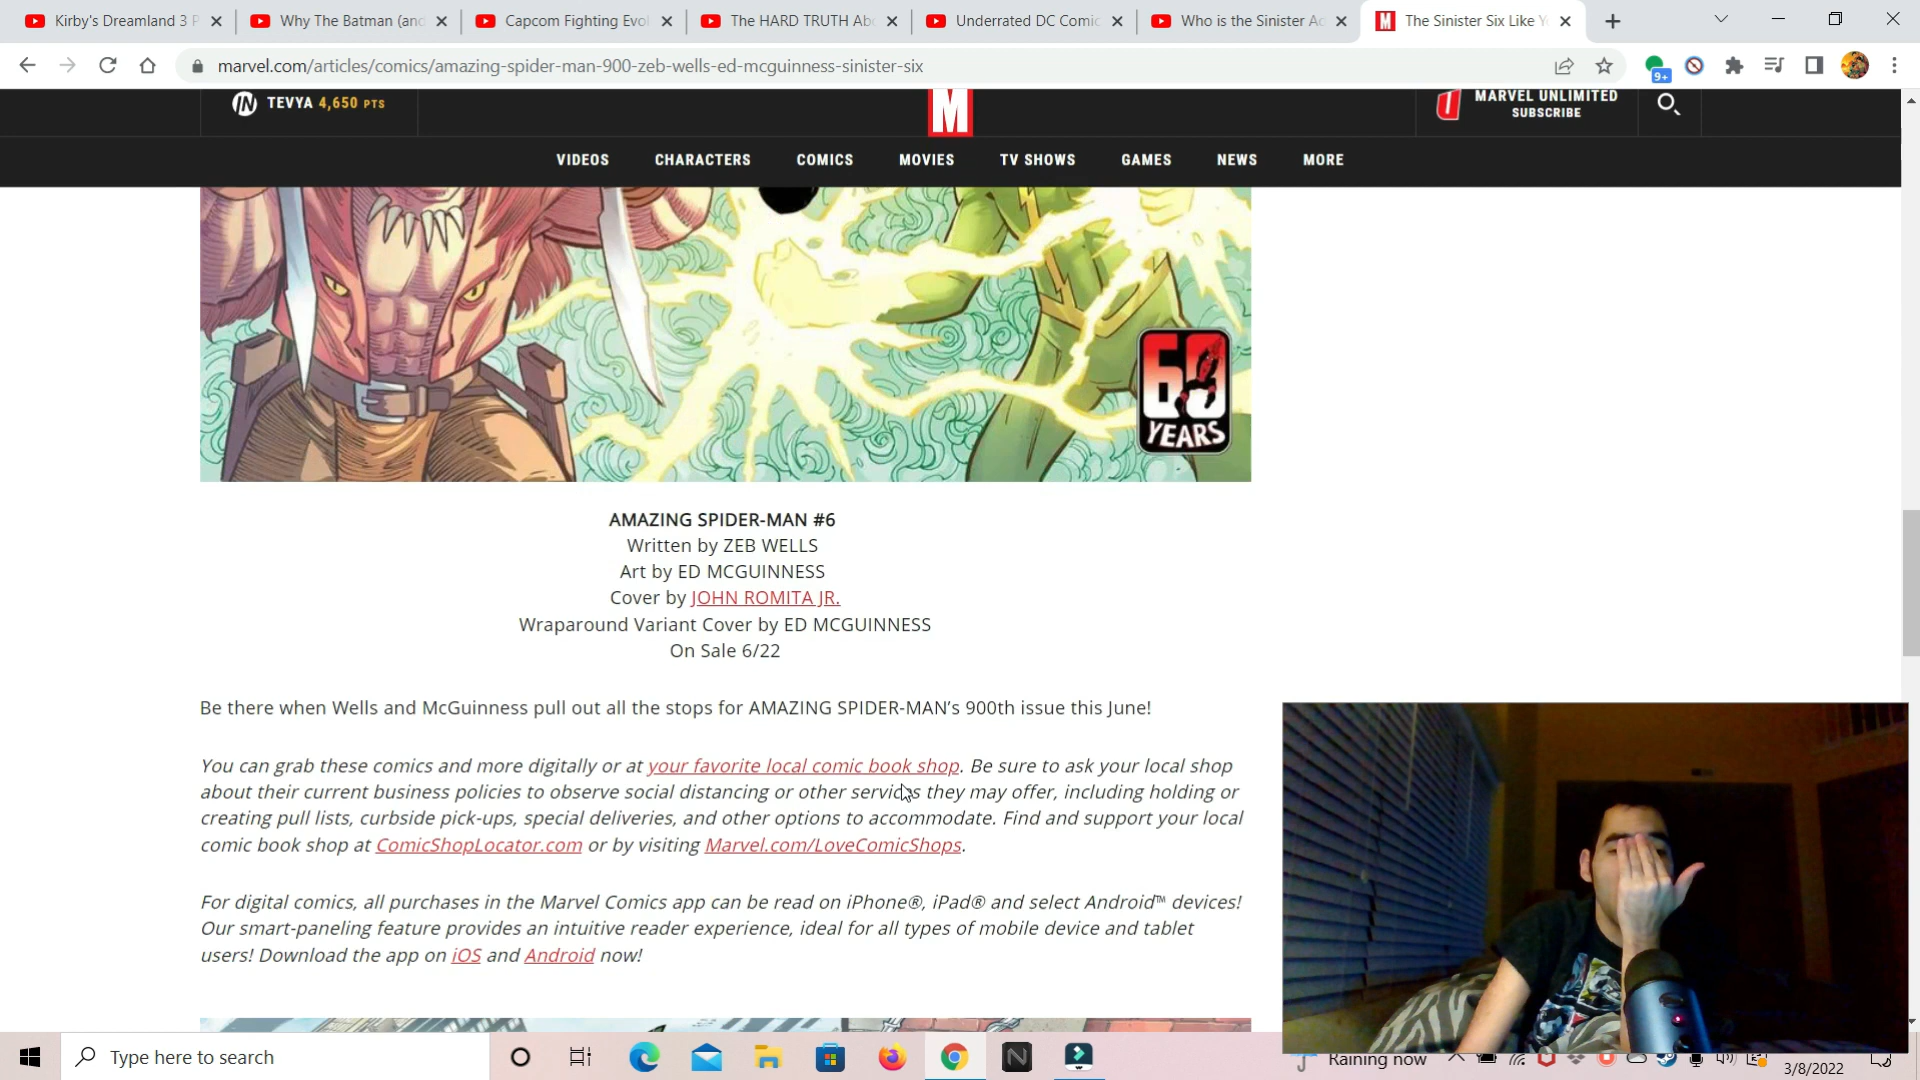 Kirby's Dreamland 3 P
Why The Batman (and
Capcom Fighting Evol
The HARD TRUTH Ab
Underrated DC Comic
Who is the Sinister Ad
The Sinister Six Like Y
marvel.com/articles/comics/amazing-spider-man-900-zeb-wells-ed-mcguinness-sinister-six
9+
IN TEVYA 4,650 PTS
M
MARVEL UNLIMITED
SUBSCRIBE
VIDEOS CHARACTERS COMICS MOVIES TV SHOWS GAMES NEWS MORE
60
YEARS
AMAZING SPIDER-MAN #6
Written by ZEB WELLS
Art by ED MCGUINNESS
Cover by JOHN ROMITA JR.
Wraparound Variant Cover by ED MCGUINNESS
On Sale 6/22
Be there when Wells and McGuinness pull out all the stops for AMAZING SPIDER-MAN’s 900th issue this June!
You can grab these comics and more digitally or at your favorite local comic book shop. Be sure to ask your local shop
about their current business policies to observe social distancing or other services they may offer, including holding or
creating pull lists, curbside pick-ups, special deliveries, and other options to accommodate. Find and support your local
comic book shop at ComicShopLocator.com or by visiting Marvel.com/LoveComicShops.
For digital comics, all purchases in the Marvel Comics app can be read on iPhone®, iPad® and select Android™ devices!
Our smart-paneling feature provides an intuitive reader experience, ideal for all types of mobile device and tablet
users! Download the app on iOS and Android now!
Type here to search
Raining now
3/8/2022